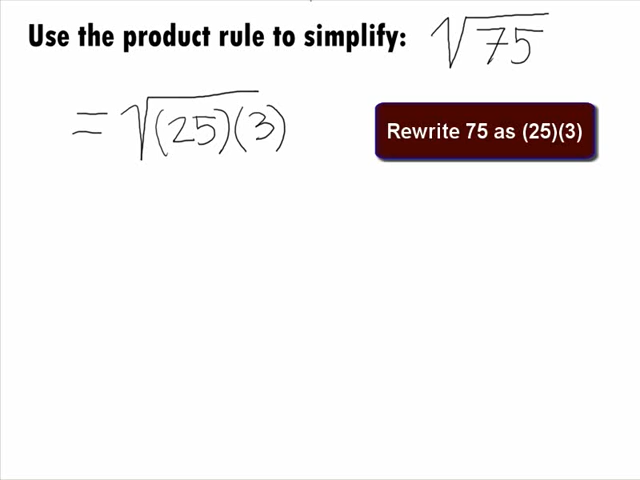 Use the product rule to simplify: √75
= √(25)(3)
Rewrite 75 as (25)(3)